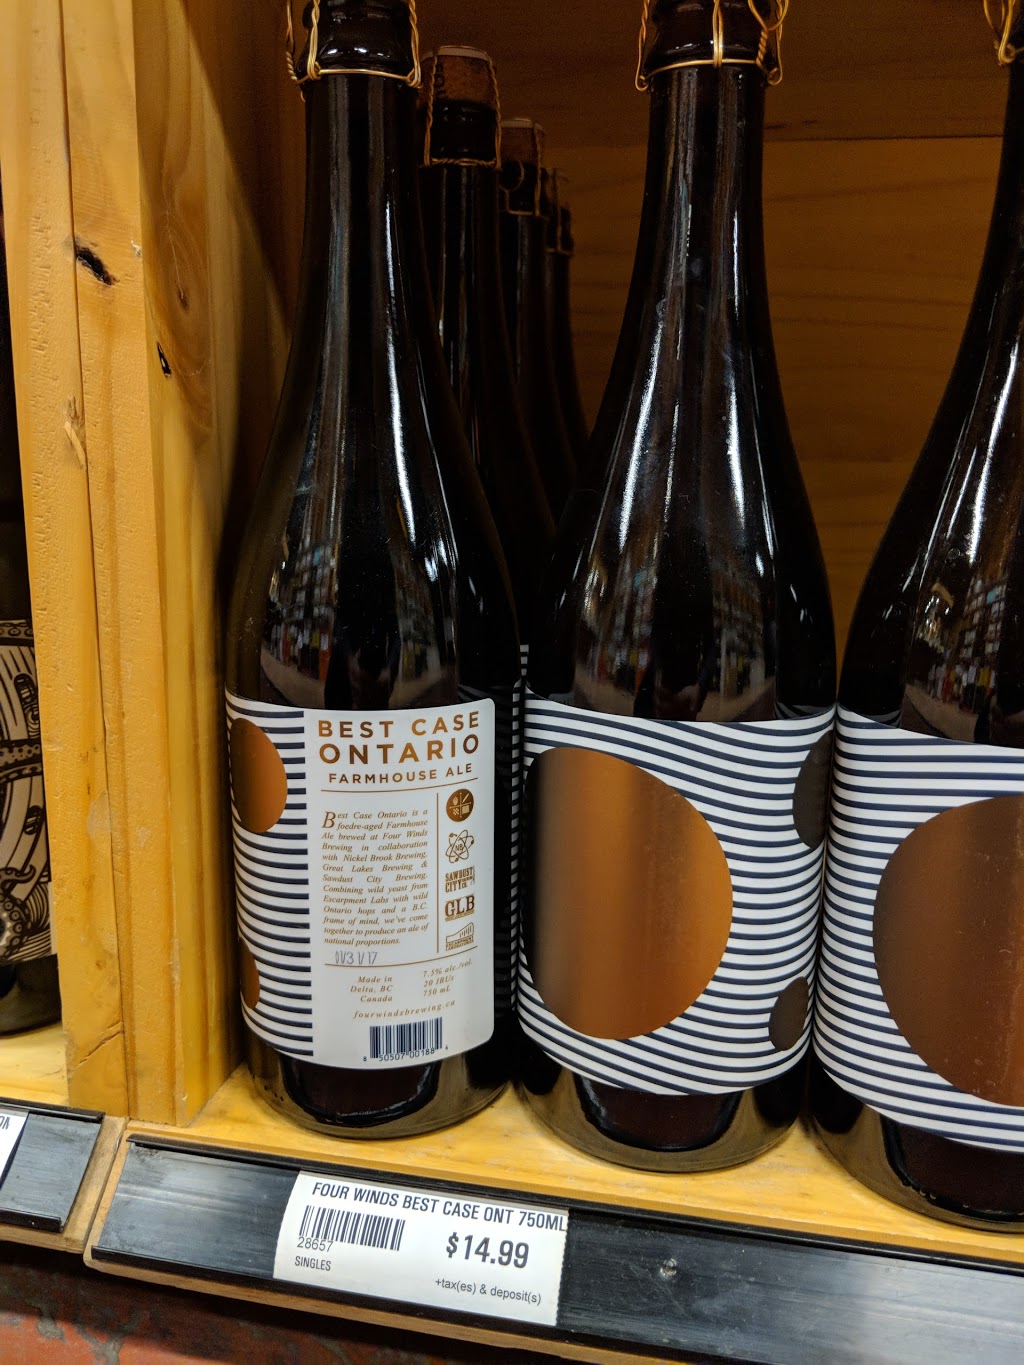 BEST CASE
ONTARIO
FARMHOUSE ALE
Best Case Ontario is a
foedre-aged Farmhouse
Ale brewed at Four Winds
Brewing in collaboration
with Nickel Brook Brewing,
Great Lakes Brewing &
Sawdust City Brewing.
Combining wild yeast from
Escarpment Labs with wild
Ontario hops and a B.C.
frame of mind, we've come
together to produce an ale of
national proportions.
NB
SAWDUST
CITY
GLB
Made in
Delta, BC
Canada
7.5% alc./vol.
20 IBUs
750 mL
fourwindsbrewing.ca
8 50507 00188
FOUR WINDS BEST CASE ONT 750ML
28657
SINGLES
$14.99
+tax(es) & deposit(s)